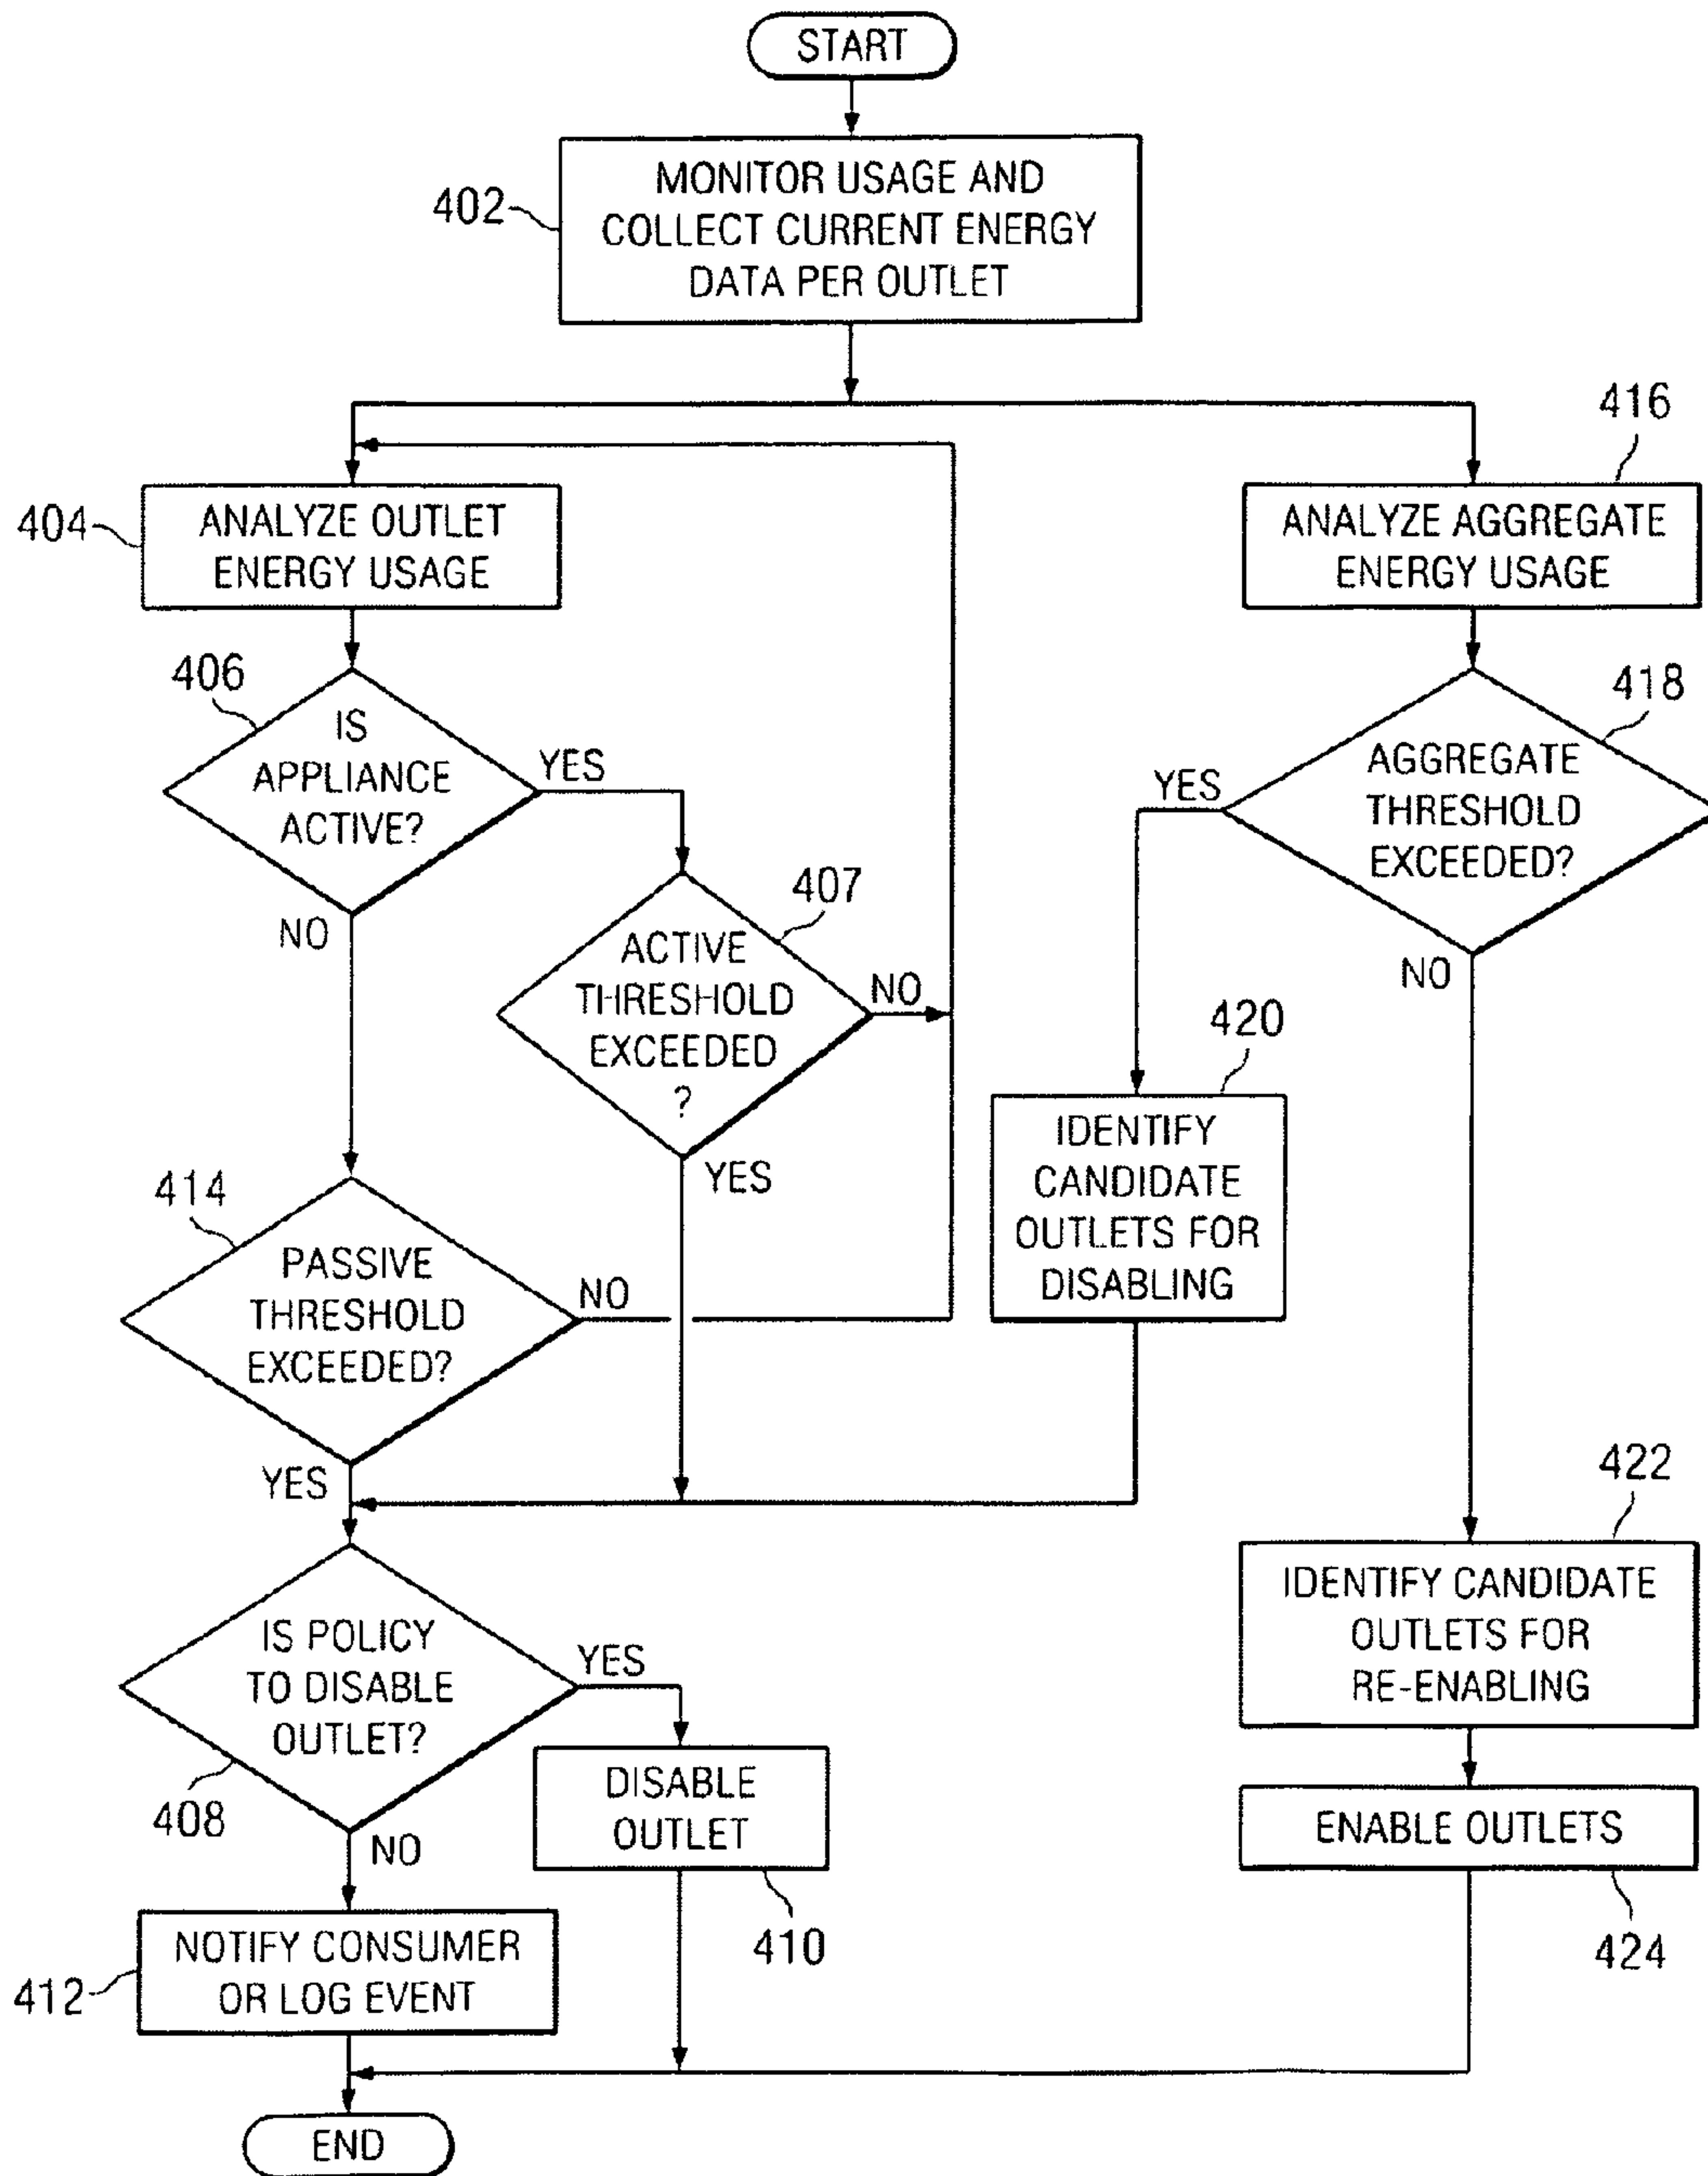 START
402
MONITOR USAGE AND
COLLECT CURRENT ENERGY
DATA PER OUTLET
404
ANALYZE OUTLET
ENERGY USAGE
416
ANALYZE AGGREGATE
ENERGY USAGE
406
IS
APPLIANCE
ACTIVE?
YES
NO
407
ACTIVE
THRESHOLD
EXCEEDED
?
NO
YES
418
AGGREGATE
THRESHOLD
EXCEEDED?
YES
NO
420
IDENTIFY
CANDIDATE
OUTLETS FOR
DISABLING
414
PASSIVE
THRESHOLD
EXCEEDED?
NO
YES
IS POLICY
TO DISABLE
OUTLET?
408
YES
NO
DISABLE
OUTLET
410
422
IDENTIFY CANDIDATE
OUTLETS FOR
RE-ENABLING
ENABLE OUTLETS
424
412
NOTIFY CONSUMER
OR LOG EVENT
END